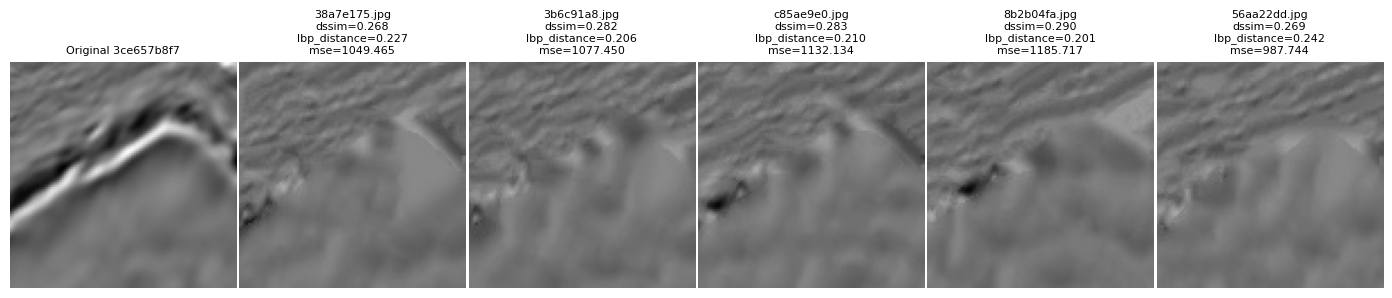 Original 3ce657b8f7
38a7e175.jpg
dssim=0.268
lbp_distance=0.227
mse=1049.465
3b6c91a8.jpg
dssim=0.282
lbp_distance=0.206
mse=1077.450
c85ae9e0.jpg
dssim=0.283
lbp_distance=0.210
mse=1132.134
8b2b04fa.jpg
dssim=0.290
lbp_distance=0.201
mse=1185.717
56aa22dd.jpg
dssim=0.269
lbp_distance=0.242
mse=987.744